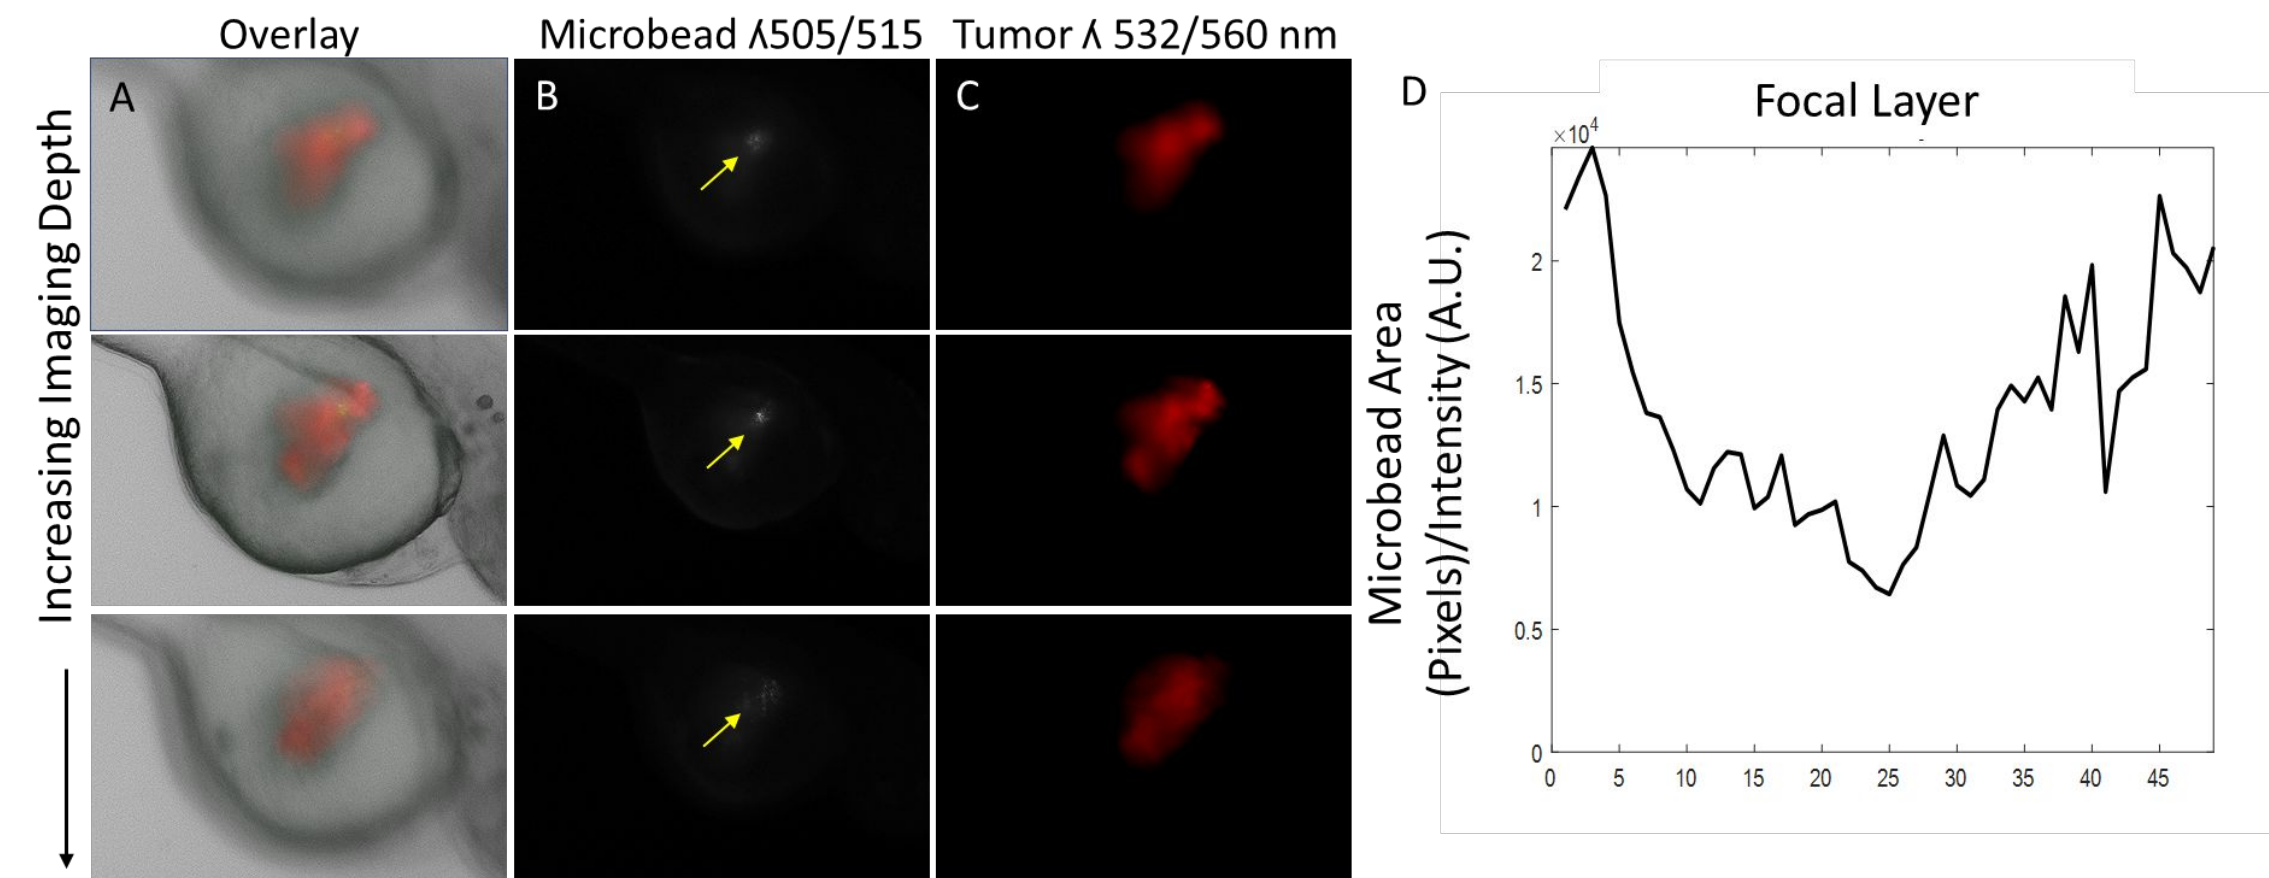 Overlay
Microbead ʎ505/515
Tumor ʎ 532/560 nm
A
B
C
D
Increasing Imaging Depth
Focal Layer
×10⁴
Microbead Area
(Pixels)/Intensity (A.U.)
2
1.5
1
0.5
0
0 5 10 15 20 25 30 35 40 45